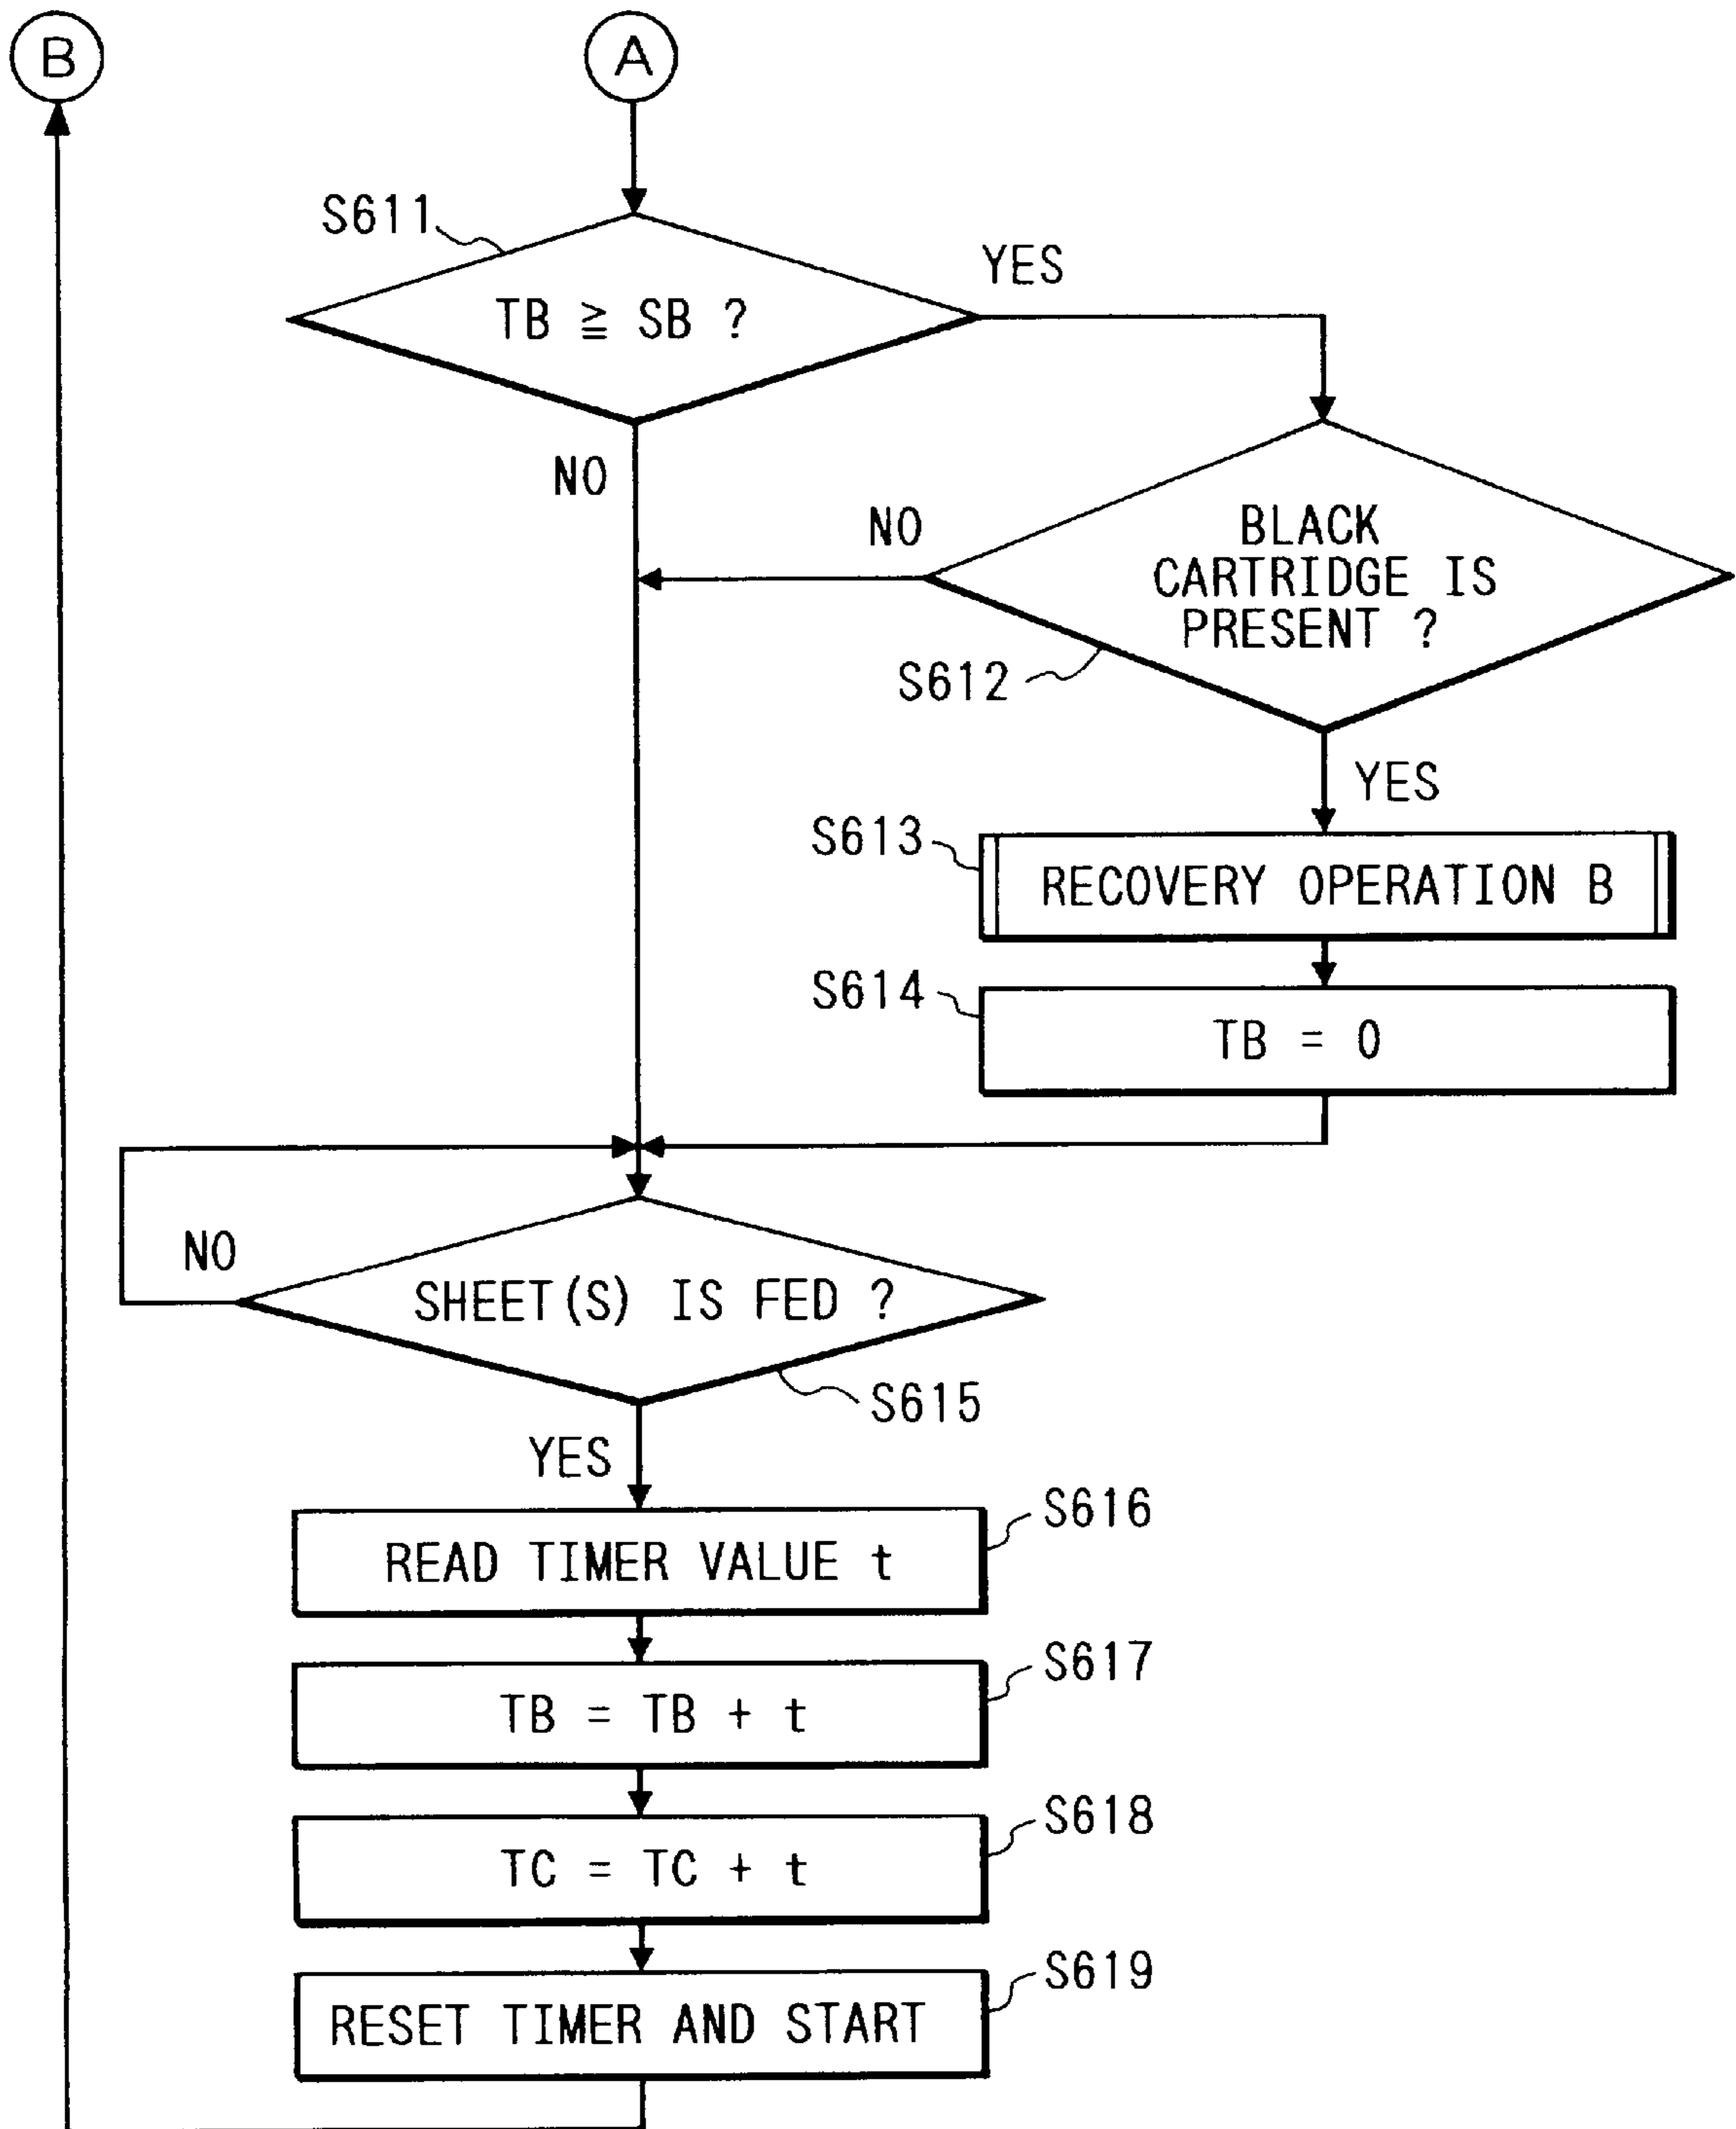 B
A
S611
TB ≧ SB ?
YES
NO
NO
BLACK
CARTRIDGE IS
PRESENT ?
S612
YES
S613
RECOVERY OPERATION B
S614
TB = 0
NO
SHEET(S) IS FED ?
S615
YES
S616
READ TIMER VALUE t
S617
TB = TB + t
S618
TC = TC + t
S619
RESET TIMER AND START